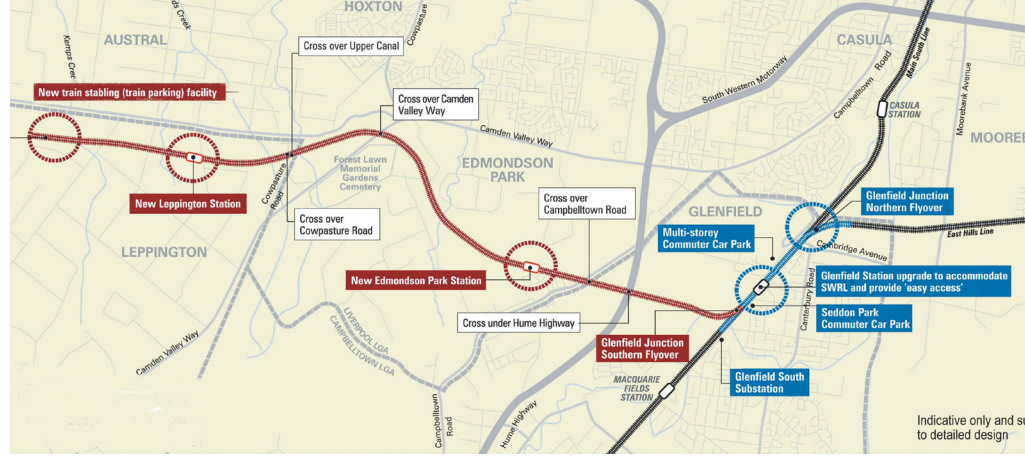 HOXTON
Cowpasture
ds Creek
AUSTRAL
Kemps Creek
Cross over Upper Canal
CASULA
Campbelltown Road
Main South Line
New train stabling (train parking) facility
South Western Motorway
Moorebank Avenue
Cross over Camden
Valley Way
CASULA
STATION
Camden Valley Way
MOORE
Forest Lawn
Memorial
Gardens
Cemetery
EDMONDSON
PARK
Cowpasture
Road
Cross over
Campbelltown Road
Glenfield Junction
Northern Flyover
New Leppington Station
GLENFIELD
Cross over
Cowpasture Road
Multi-storey
Commuter Car Park
East Hills Line
LEPPINGTON
Cambridge Avenue
New Edmondson Park Station
Glenfield Station upgrade to accommodate
SWRL and provide 'easy access'
Canterbury Road
LIVERPOOL LGA
CAMPBELLTOWN LGA
Cross under Hume Highway
Seddon Park
Commuter Car Park
Camden Valley Way
Glenfield Junction
Southern Flyover
MACQUARIE
FIELDS
STATION
Glenfield South
Substation
Campbelltown
Road
Hume Highway
Indicative only and su
to detailed design